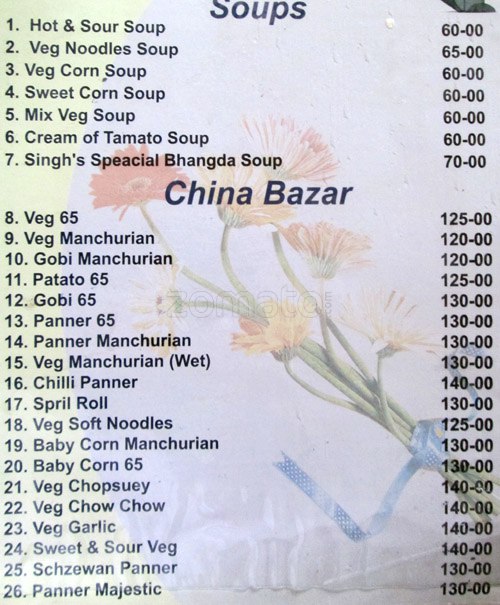 Soups
1. Hot & Sour Soup 60-00
2. Veg Noodles Soup 65-00
3. Veg Corn Soup 60-00
4. Sweet Corn Soup 60-00
5. Mix Veg Soup 60-00
6. Cream of Tamato Soup 60-00
7. Singh's Speacial Bhangda Soup 70-00
China Bazar
8. Veg 65 125-00
9. Veg Manchurian 120-00
10. Gobi Manchurian 120-00
11. Patato 65 125-00
12. Gobi 65 130-00
zomato
13. Panner 65 130-00
14. Panner Manchurian 130-00
15. Veg Manchurian (Wet) 130-00
16. Chilli Panner 140-00
17. Spril Roll 130-00
18. Veg Soft Noodles 125-00
19. Baby Corn Manchurian 130-00
20. Baby Corn 65 130-00
21. Veg Chopsuey 140-00
22. Veg Chow Chow 140-00
23. Veg Garlic 140-00
24. Sweet & Sour Veg 140-00
25. Schzewan Panner 130-00
26. Panner Majestic 130-00